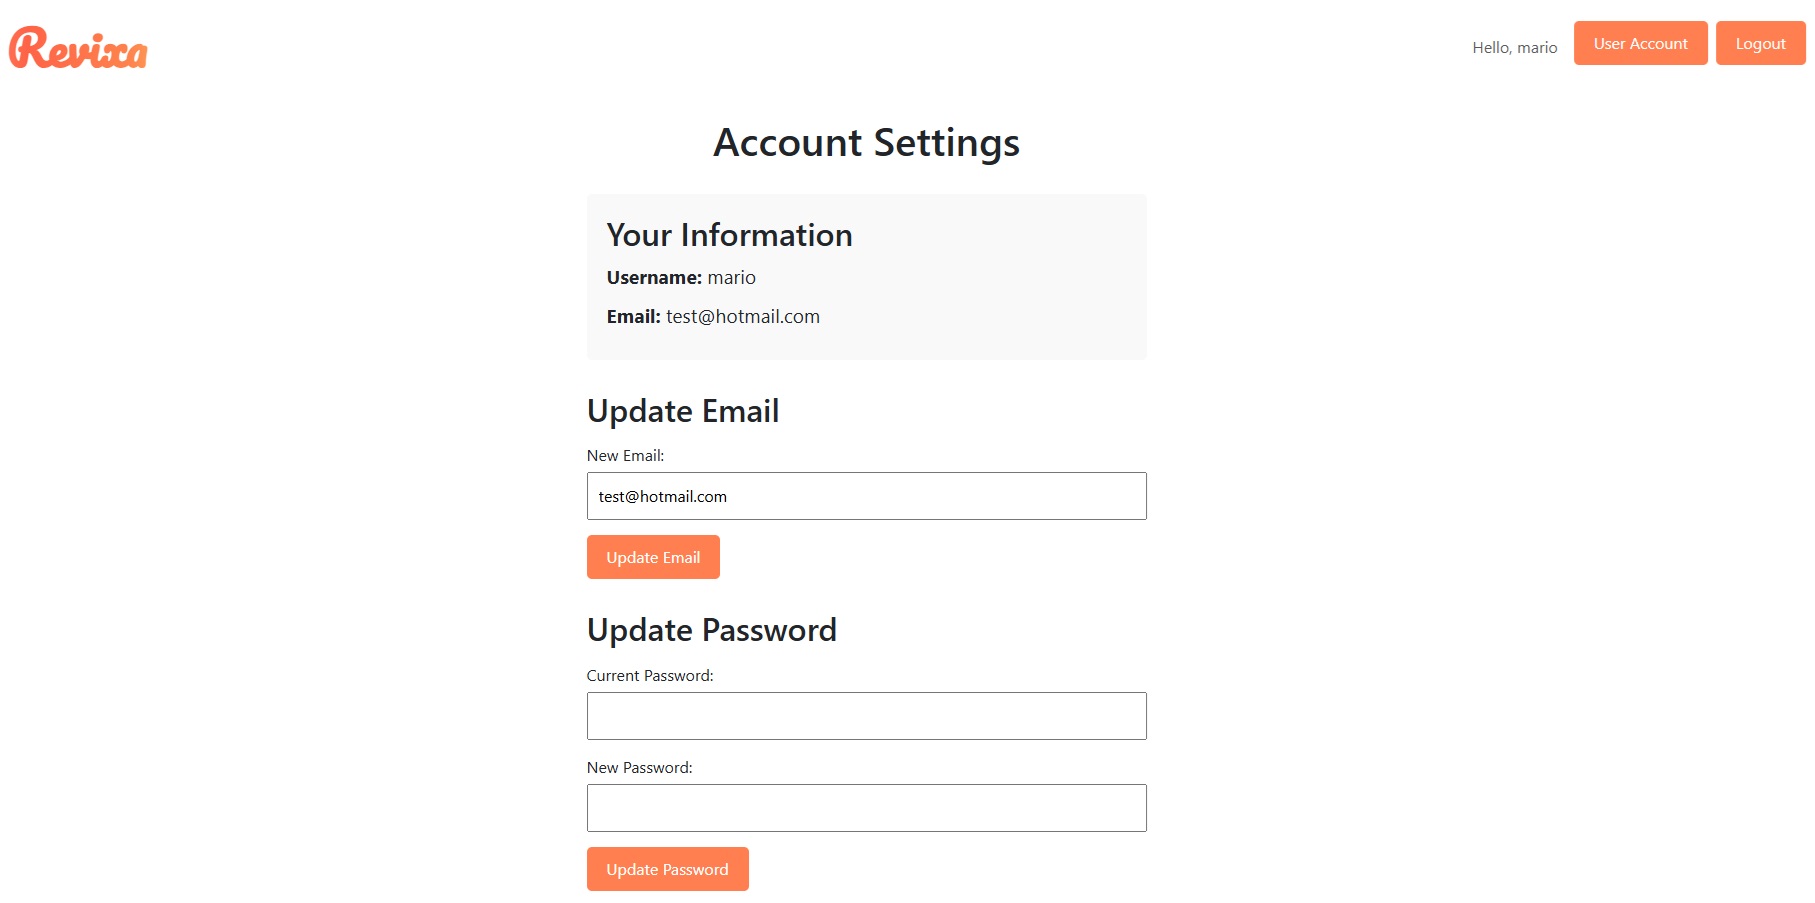 Revixa
Hello, mario
User Account
Logout
Account Settings
Your Information
Username: mario
Email: test@hotmail.com
Update Email
New Email:
test@hotmail.com
Update Email
Update Password
Current Password:
New Password:
Update Password